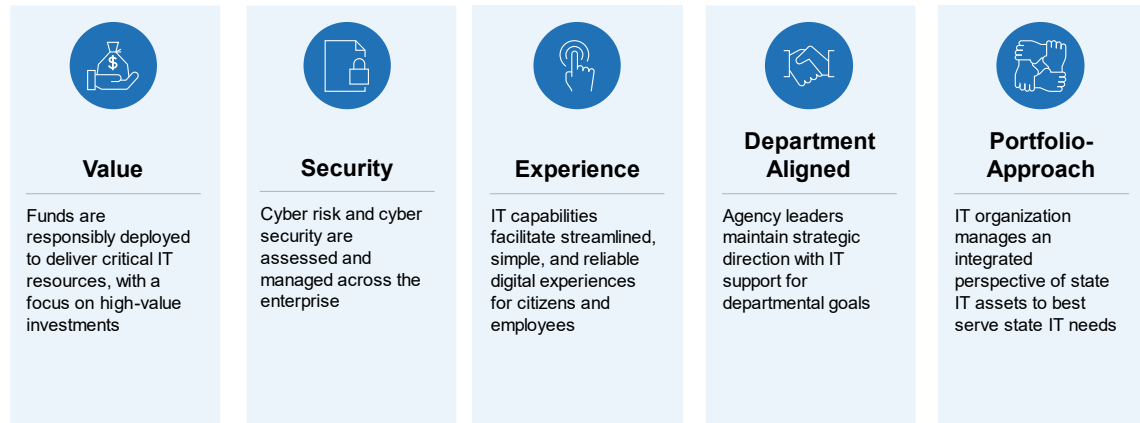 $
Value
Funds are
responsibly deployed
to deliver critical IT
resources, with a
focus on high-value
investments
Security
Cyber risk and cyber
security are
assessed and
managed across the
enterprise
Experience
IT capabilities
facilitate streamlined,
simple, and reliable
digital experiences
for citizens and
employees
Department
Aligned
Agency leaders
maintain strategic
direction with IT
support for
departmental goals
Portfolio-
Approach
IT organization
manages an
integrated
perspective of state
IT assets to best
serve state IT needs